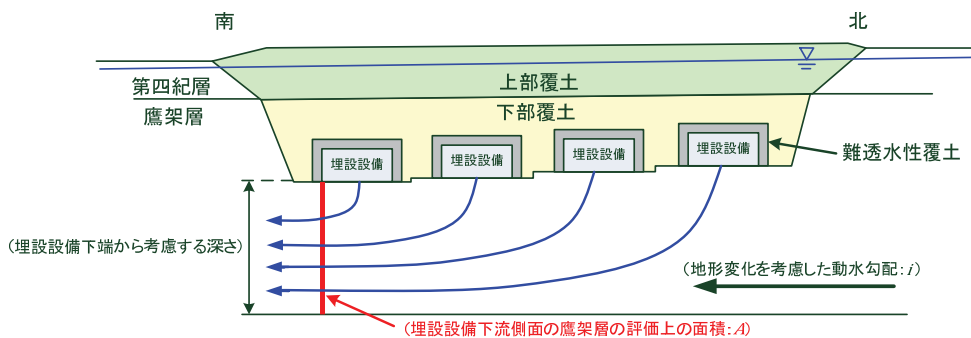 南
北
第四紀層
上部覆土
鷹架層
下部覆土
埋設設備
埋設設備
埋設設備
埋設設備
難透水性覆土
(埋設設備下端から考慮する深さ)
(地形変化を考慮した動水勾配:i)
(埋設設備下流側面の鷹架層の評価上の面積:A)